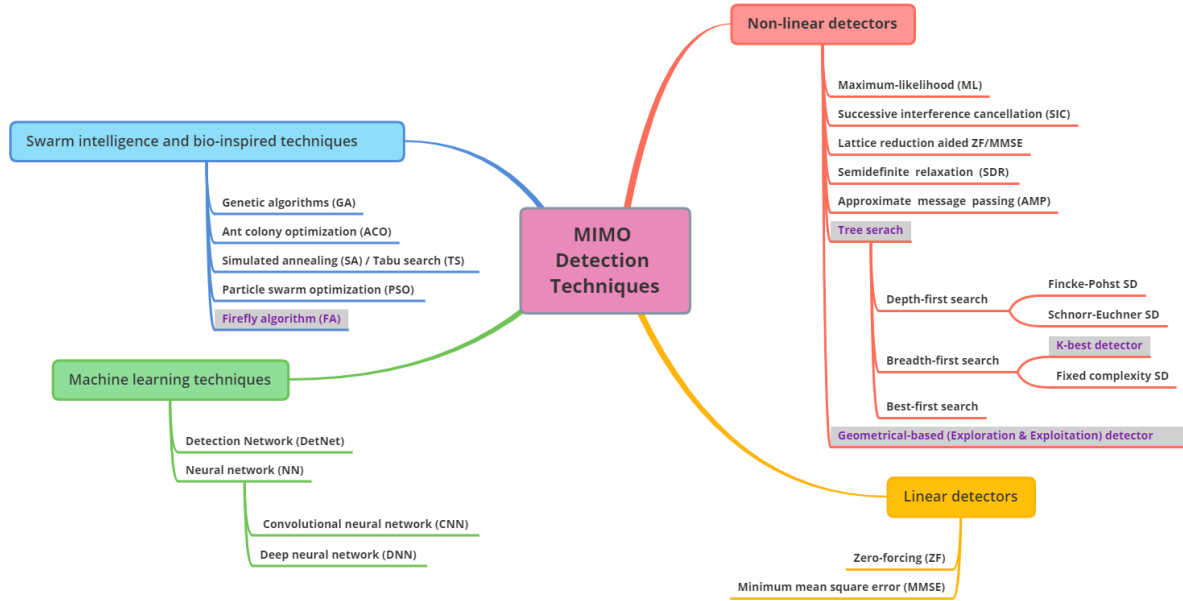 MIMO
Detection
Techniques
Non-linear detectors
Maximum-likelihood (ML)
Successive interference cancellation (SIC)
Lattice reduction aided ZF/MMSE
Semidefinite relaxation (SDR)
Approximate message passing (AMP)
Tree serach
Depth-first search
Fincke-Pohst SD
Schnorr-Euchner SD
Breadth-first search
K-best detector
Fixed complexity SD
Best-first search
Geometrical-based (Exploration & Exploitation) detector
Linear detectors
Zero-forcing (ZF)
Minimum mean square error (MMSE)
Swarm intelligence and bio-inspired techniques
Genetic algorithms (GA)
Ant colony optimization (ACO)
Simulated annealing (SA) / Tabu search (TS)
Particle swarm optimization (PSO)
Firefly algorithm (FA)
Machine learning techniques
Detection Network (DetNet)
Neural network (NN)
Convolutional neural network (CNN)
Deep neural network (DNN)